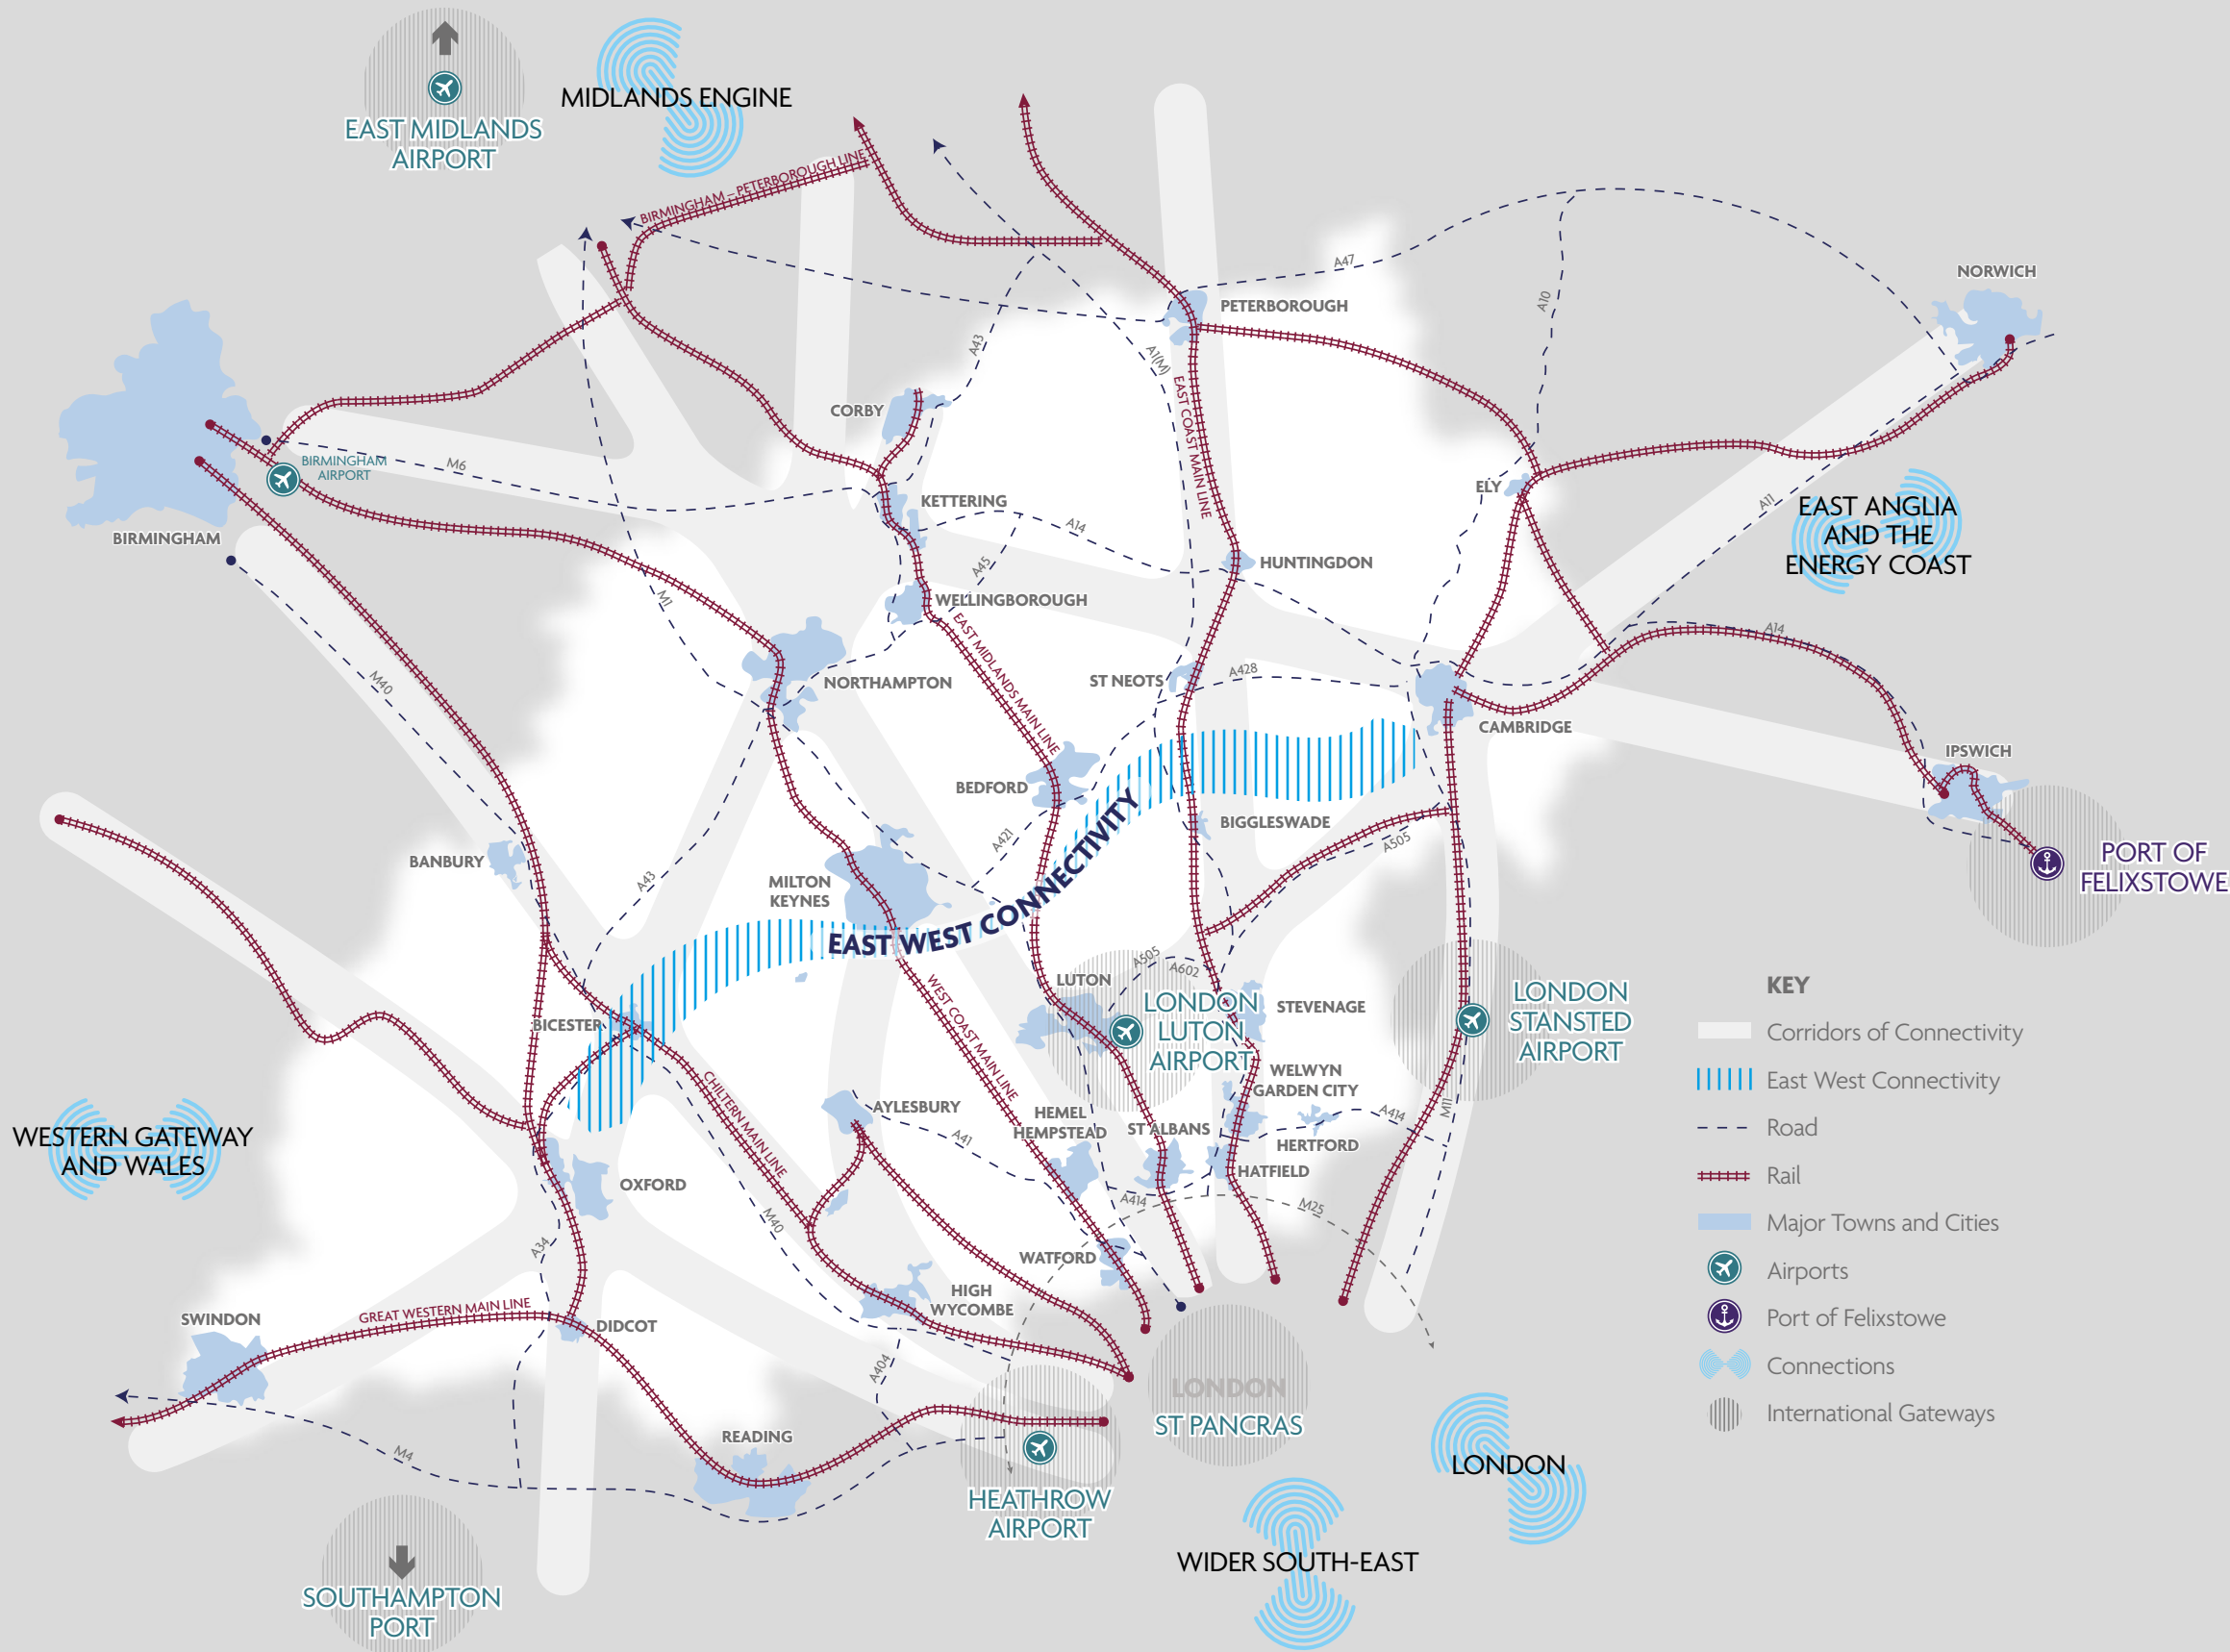 MIDLANDS ENGINE
EAST MIDLANDS
AIRPORT
BIRMINGHAM – PETERBOROUGH LINE
A47
A10
NORWICH
PETERBOROUGH
A43
A1(M)
EAST COAST MAIN LINE
CORBY
BIRMINGHAM
AIRPORT
M6
KETTERING
A14
ELY
A11
EAST ANGLIA
AND THE
ENERGY COAST
BIRMINGHAM
HUNTINGDON
A45
M1
WELLINGBOROUGH
EAST MIDLANDS MAIN LINE
A14
M40
NORTHAMPTON
ST NEOTS
A428
CAMBRIDGE
IPSWICH
BEDFORD
EAST WEST CONNECTIVITY
BIGGLESWADE
A421
A505
BANBURY
A43
MILTON
KEYNES
PORT OF
FELIXSTOWE
A505
A602
LUTON
LONDON
LUTON
AIRPORT
STEVENAGE
LONDON
STANSTED
AIRPORT
BICESTER
WEST COAST MAIN LINE
CHILTERN MAIN LINE
WELWYN
GARDEN CITY
AYLESBURY
HEMEL
HEMPSTEAD
ST ALBANS
A41
A414
HERTFORD
M11
HATFIELD
WESTERN GATEWAY
AND WALES
OXFORD
A414
M25
M40
A34
WATFORD
HIGH
WYCOMBE
GREAT WESTERN MAIN LINE
SWINDON
DIDCOT
A404
LONDON
ST PANCRAS
READING
M4
HEATHROW
AIRPORT
LONDON
WIDER SOUTH-EAST
SOUTHAMPTON
PORT
KEY
Corridors of Connectivity
East West Connectivity
Road
Rail
Major Towns and Cities
Airports
Port of Felixstowe
Connections
International Gateways